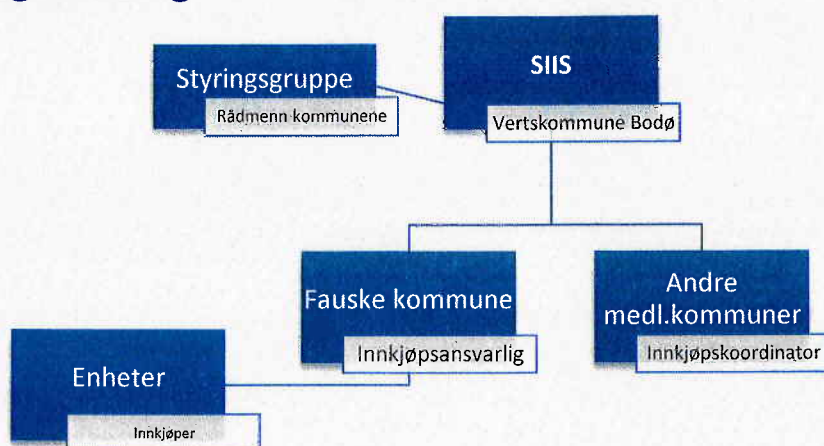 Styringsgruppe
Rådmenn kommunene
SIIS
Vertskommune Bodø
Fauske kommune
Innkjøpsansvarlig
Andre
medl.kommuner
Innkjøpskoordinator
Enheter
Innkjøper